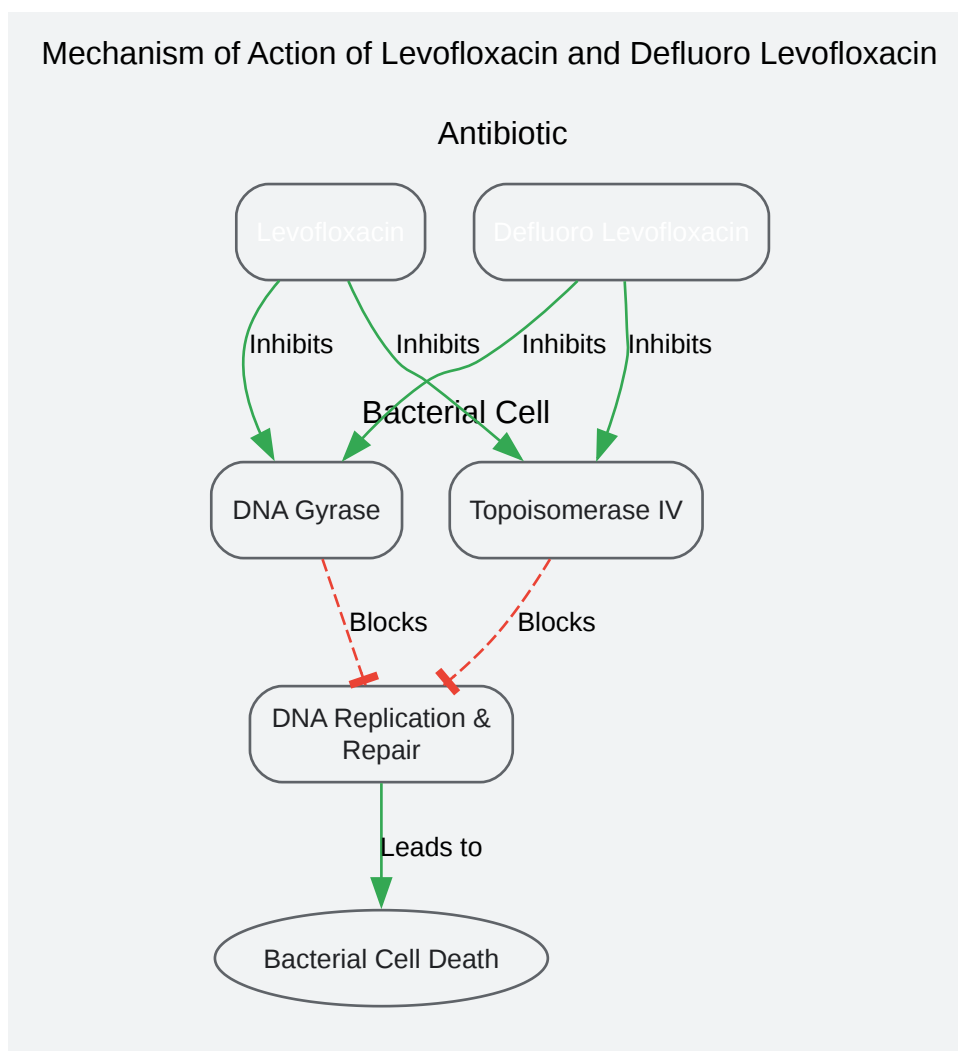 Mechanism of Action of Levofloxacin and Defluoro Levofloxacin
Antibiotic
Levofloxacin
Defluoro Levofloxacin
Inhibits
Inhibits
Inhibits
Inhibits
Bacterial Cell
DNA Gyrase
Topoisomerase IV
Blocks
Blocks
DNA Replication &
Repair
Leads to
Bacterial Cell Death